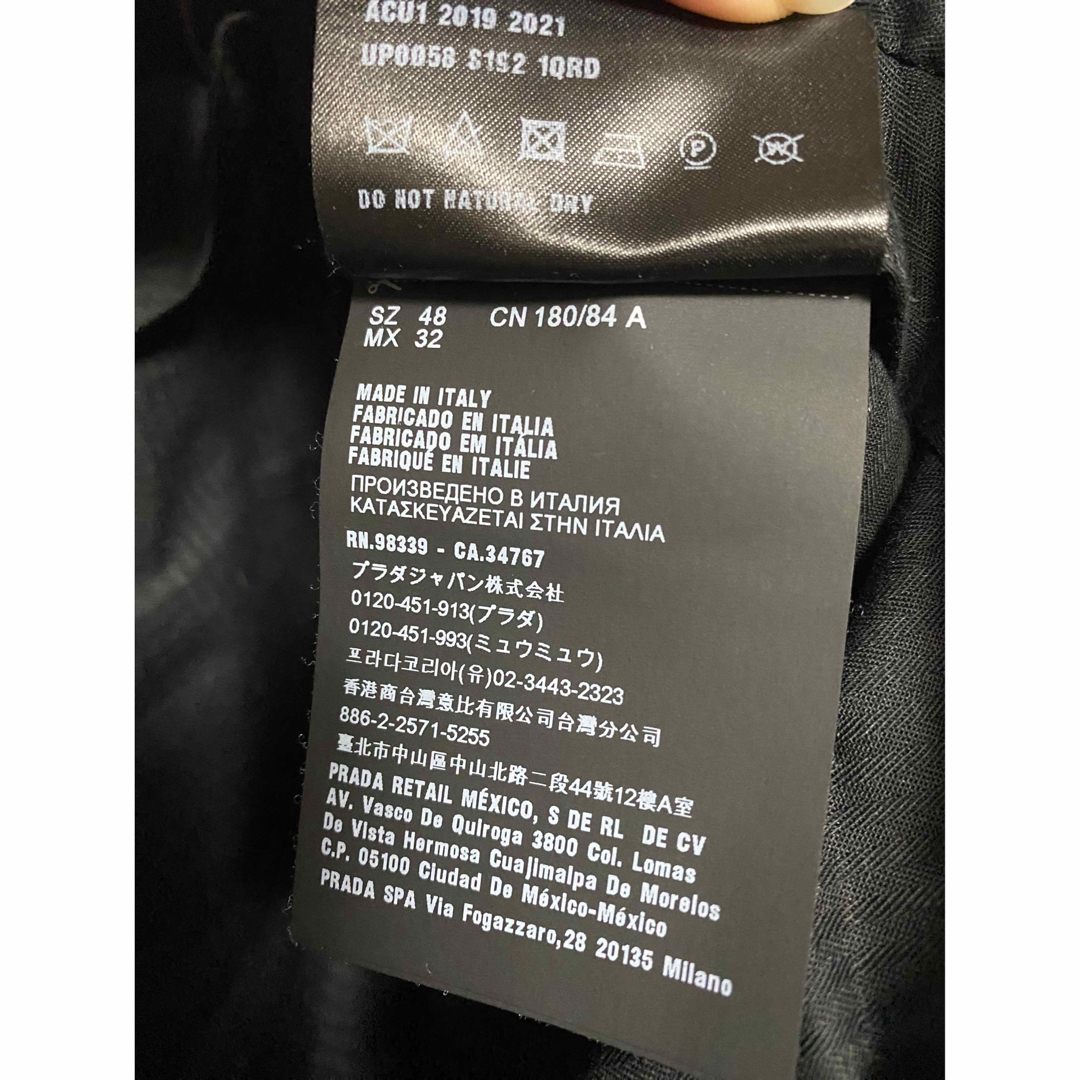 ACU1 2019 2021
UP0058 S1S2 1QRD
P
W
DO NOT NATURAL DRY
SZ 48 CN 180/84 A
MX 32
MADE IN ITALY
FABRICADO EN ITALIA
FABRICADO EM ITÁLIA
FABRIQUÉ EN ITALIE
ПРОИЗВЕДЕНО В ИТАЛИЯ
ΚΑΤΑΣΚΕΥΑΖΕΤΑΙ ΣΤΗΝ ΙΤΑΛΙΑ
RN.98339 - CA.34767
プラダジャパン株式会社
0120-451-913(プラダ)
0120-451-993(ミュウミュウ)
프라다코리아(유)02-3443-2323
香港商台灣意比有限公司台灣分公司
886-2-2571-5255
臺北市中山區中山北路二段44號12樓A室
PRADA RETAIL MÉXICO, S DE RL DE CV
AV. Vasco De Quiroga 3800 Col. Lomas
De Vista Hermosa Cuajimalpa De Morelos
C.P. 05100 Ciudad De México-México
PRADA SPA Via Fogazzaro,28 20135 Milano